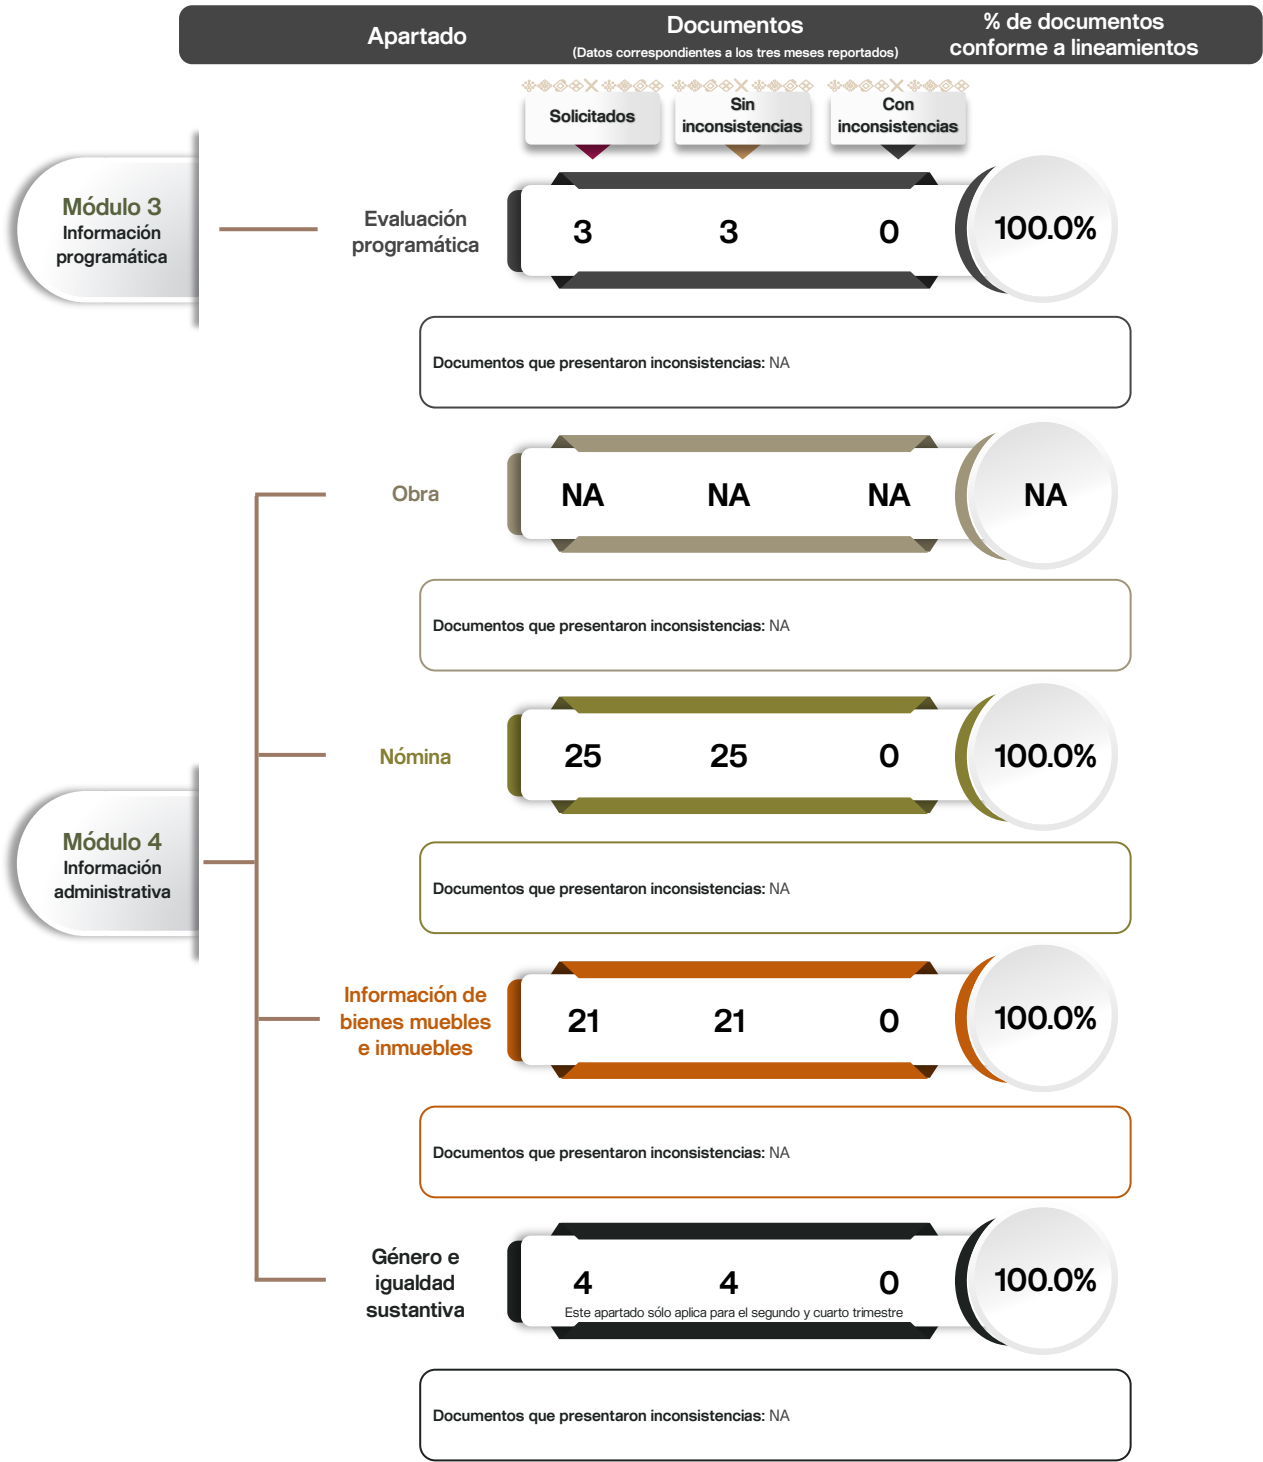 Apartado
Documentos
(Datos correspondientes a los tres meses reportados)
% de documentos
conforme a lineamientos
Solicitados
Sin
inconsistencias
Con
inconsistencias
Módulo 3
Información
programática
Evaluación
programática
3 3 0 100.0%
Documentos que presentaron inconsistencias: NA
Obra
NA NA NA NA
Documentos que presentaron inconsistencias: NA
Nómina
25 25 0 100.0%
Documentos que presentaron inconsistencias: NA
Módulo 4
Información
administrativa
Información de
bienes muebles
e inmuebles
21 21 0 100.0%
Documentos que presentaron inconsistencias: NA
Género e
igualdad
sustantiva
4 4 0 100.0%
Este apartado sólo aplica para el segundo y cuarto trimestre
Documentos que presentaron inconsistencias: NA